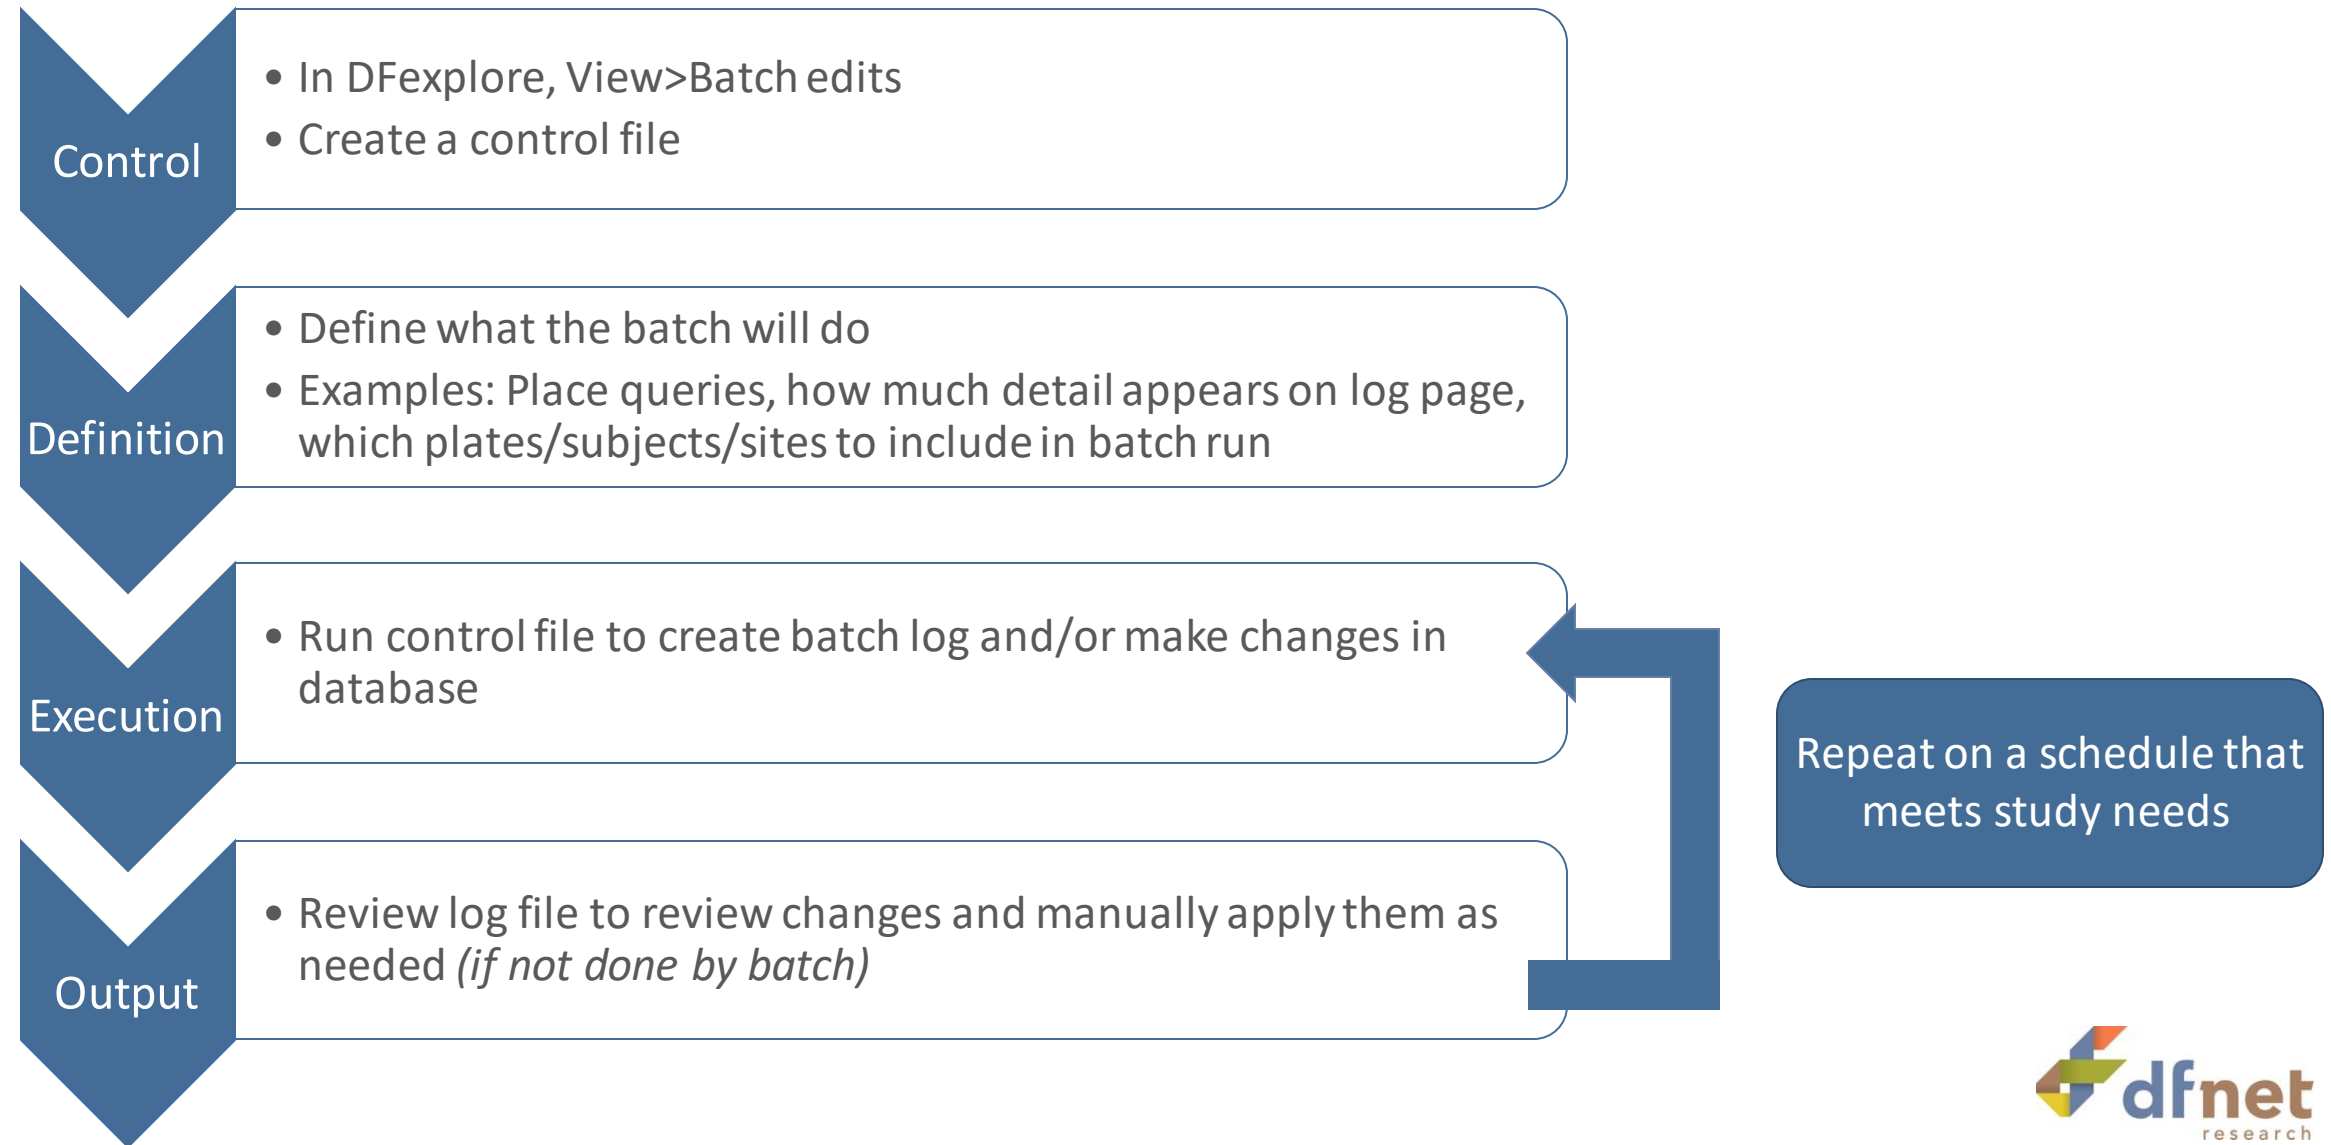 Control
• In DFexplore, View>Batch edits
• Create a control file
Definition
• Define what the batch will do
• Examples: Place queries, how much detail appears on log page,
which plates/subjects/sites to include in batch run
Execution
• Run control file to create batch log and/or make changes in
database
Output
• Review log file to review changes and manually apply them as
needed (if not done by batch)
Repeat on a schedule that
meets study needs
dfnet
research